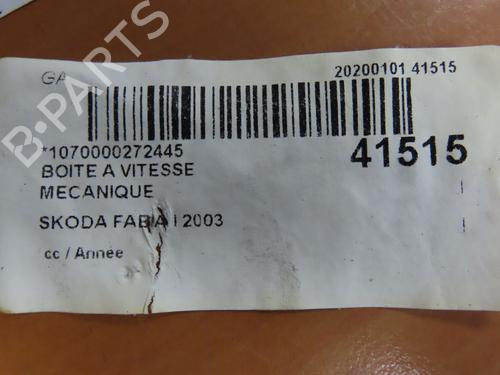 GA
20200101 41515
*1070000272445
41515
BOITE A VITESSE
MECANIQUE
SKODA FABIA I 2003
cc / Année
B-PARTS